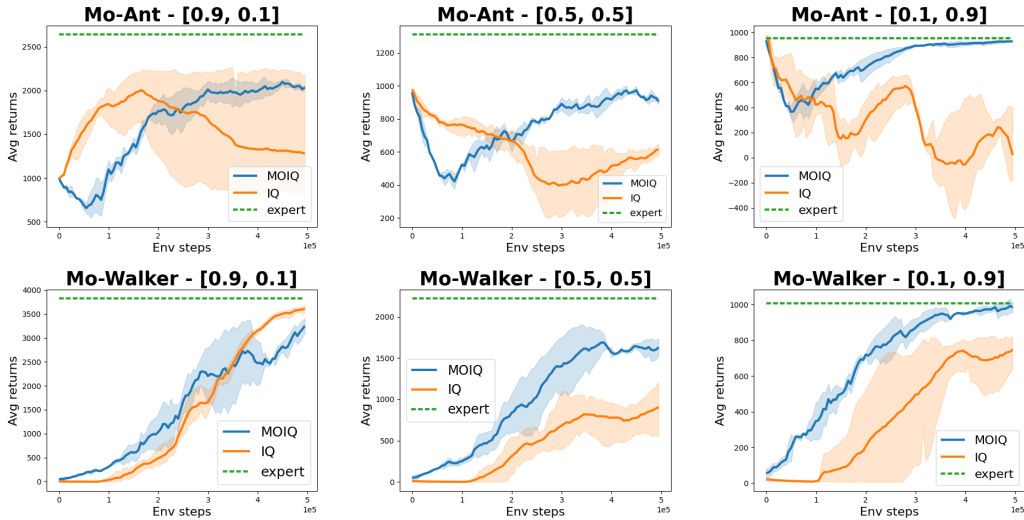 Mo-Ant - [0.9, 0.1]
Avg returns
2500
2000
1500
1000
500
MOIQ
IQ
expert
0 1 2 3 4 5
1e5
Env steps
Mo-Ant - [0.5, 0.5]
Avg returns
1200
1000
800
600
400
200
MOIQ
IQ
expert
0 1 2 3 4 5
1e5
Env steps
Mo-Ant - [0.1, 0.9]
Avg returns
1000
800
600
400
200
0
−200
−400
MOIQ
IQ
expert
0 1 2 3 4 5
1e5
Env steps
Mo-Walker - [0.9, 0.1]
Avg returns
4000
3500
3000
2500
2000
1500
1000
500
0
MOIQ
IQ
expert
0 1 2 3 4 5
1e5
Env steps
Mo-Walker - [0.5, 0.5]
Avg returns
2000
1500
1000
500
0
MOIQ
IQ
expert
0 1 2 3 4 5
1e5
Env steps
Mo-Walker - [0.1, 0.9]
Avg returns
1000
800
600
400
200
0
MOIQ
IQ
expert
0 1 2 3 4 5
1e5
Env steps